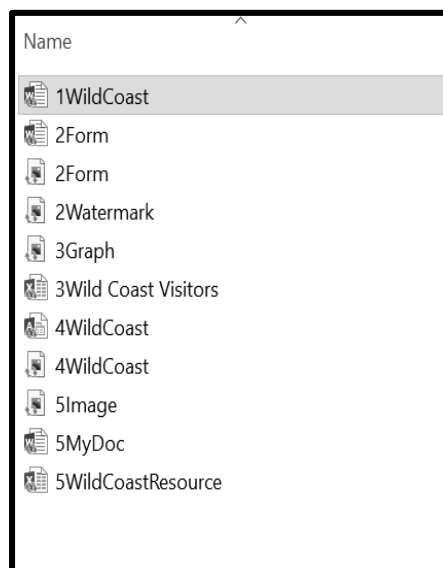 Name
1WildCoast
2Form
2Form
2Watermark
3Graph
3Wild Coast Visitors
4WildCoast
4WildCoast
5Image
5MyDoc
5WildCoastResource